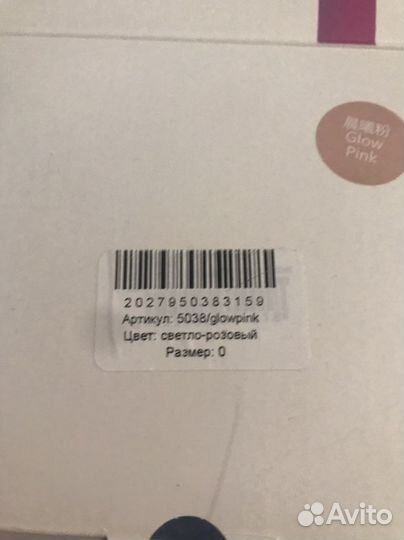 晨曦粉
Glow
Pink
2027950383159
Артикул: 5038/glowpink
Цвет: светло-розовый
Размер: 0
Avito